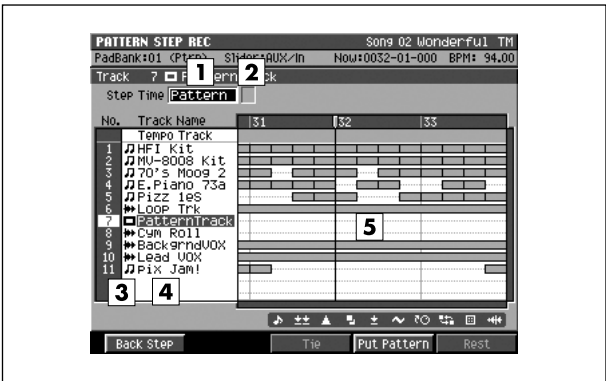 PATTERN STEP REC Song 02 Wonderful TM
PadBank:01 (Ptrn) Slider:AUX/In Now:0032-01-000 BPM: 94.00
Track 7
1 2
Step Time Pattern
No. Track Name 31 32 33
Tempo Track
1 HFI Kit
2 MV-8008 Kit
3 70's Moog 2
4 E.Piano 73a
5 Pizz 1eS
6 Loop Trk
7 PatternTrack 5
8 Cym Roll
9 BackgrndVOX
10 Lead VOX
11 Pix Jam!
3 4
Back Step Tie Put Pattern Rest